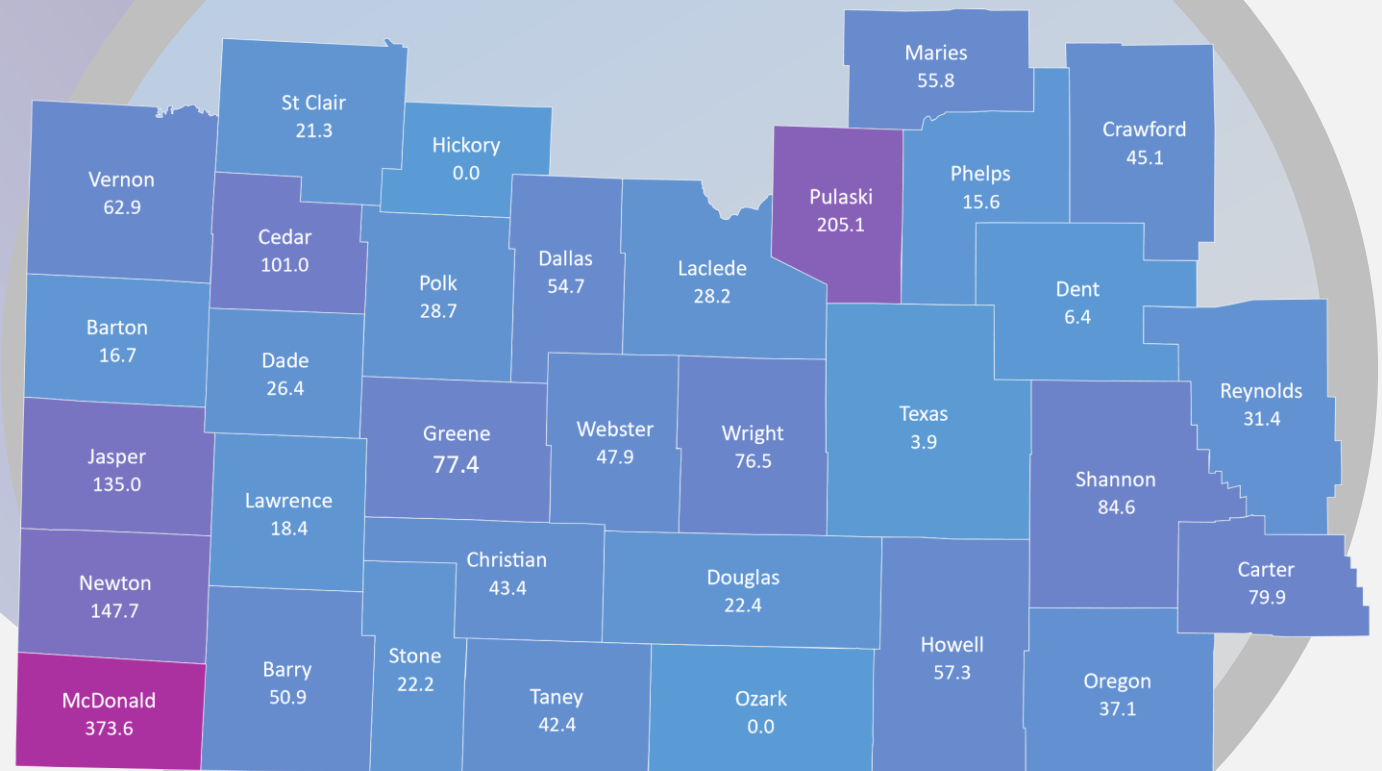 Maries
55.8
St Clair
21.3
Crawford
45.1
Hickory
0.0
Phelps
15.6
Vernon
62.9
Pulaski
205.1
Cedar
101.0
Dallas
54.7
Laclede
28.2
Polk
28.7
Dent
6.4
Barton
16.7
Dade
26.4
Reynolds
31.4
Texas
3.9
Greene
77.4
Webster
47.9
Wright
76.5
Jasper
135.0
Shannon
84.6
Lawrence
18.4
Christian
43.4
Carter
79.9
Douglas
22.4
Newton
147.7
Howell
57.3
Stone
22.2
Barry
50.9
Oregon
37.1
Taney
42.4
Ozark
0.0
McDonald
373.6